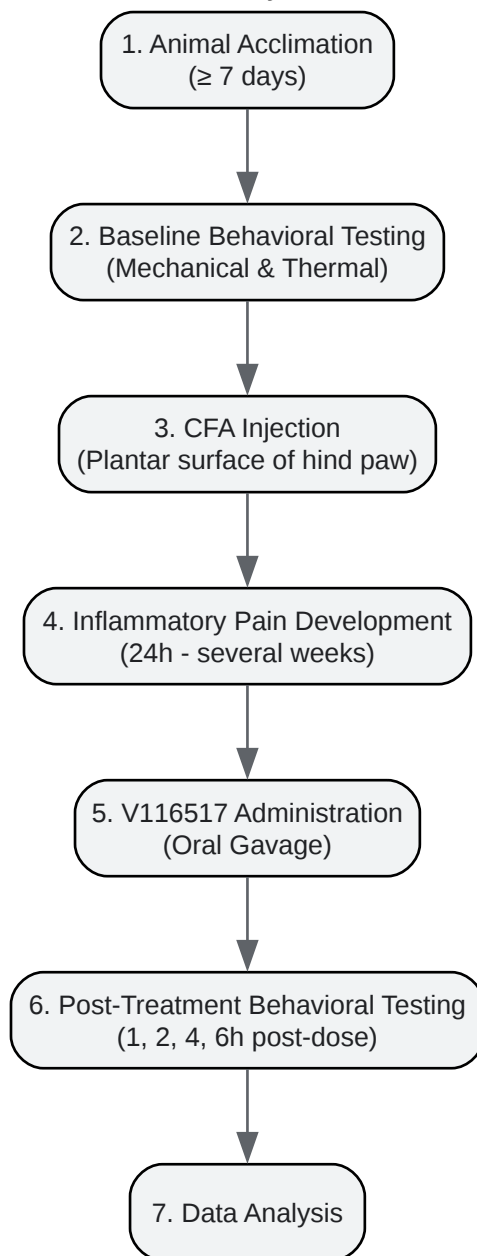 1. Animal Acclimation
(≥ 7 days)
2. Baseline Behavioral Testing
(Mechanical & Thermal)
3. CFA Injection
(Plantar surface of hind paw)
4. Inflammatory Pain Development
(24h - several weeks)
5. V116517 Administration
(Oral Gavage)
6. Post-Treatment Behavioral Testing
(1, 2, 4, 6h post-dose)
7. Data Analysis